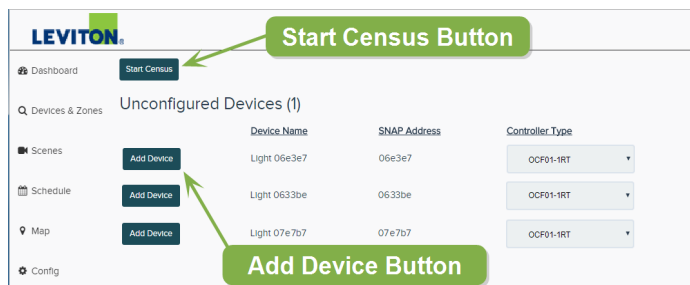 LEVITON.
Start Census Button
Dashboard
Start Census
Devices & Zones
Unconfigured Devices (1)
Device Name SNAP Address Controller Type
Scenes
Add Device Light 06e3e7 06e3e7 OCF01-1RT
Schedule
Add Device Light 0633be 0633be OCF01-1RT
Map
Add Device Light 07e7b7 07e7b7 OCF01-1RT
Config
Add Device Button